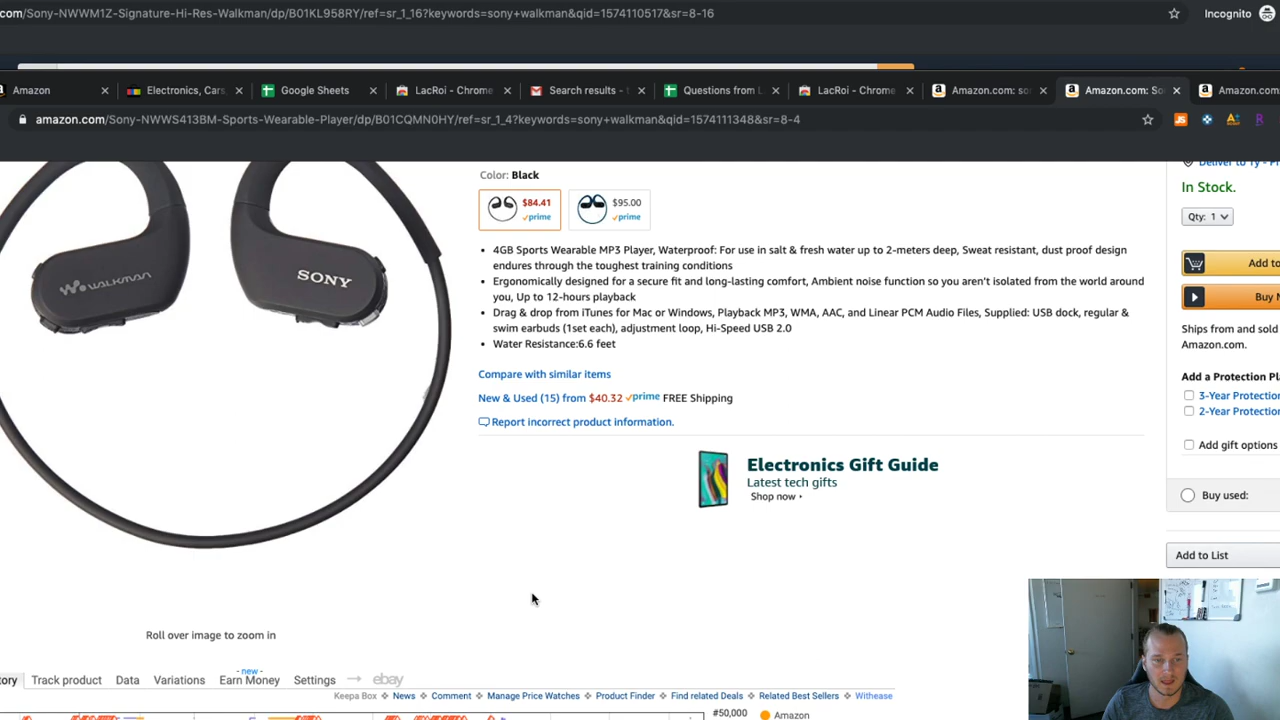 com/Sony-NWWM1Z-Signature-Hi-Res-Walkman/dp/B01KL958RY/ref=sr_1_16?keywords=sony+walkman&qid=1574110517&sr=8-16
Incognito
Amazon
Electronics, Cars,
Google Sheets
LacRoi - Chrome
Search results - t
Questions from L
LacRoi - Chrome
Amazon.com: so
Amazon.com: So
Amazon.com
amazon.com/Sony-NWWS413BM-Sports-Wearable-Player/dp/B01CQMN0HY/ref=sr_1_4?keywords=sony+walkman&qid=1574111348&sr=8-4
Color: Black
$84.41
prime
$95.00
prime
WALKMAN
SONY
• 4GB Sports Wearable MP3 Player, Waterproof: For use in salt & fresh water up to 2-meters deep, Sweat resistant, dust proof design
endures through the toughest training conditions
• Ergonomically designed for a secure fit and long-lasting comfort, Ambient noise function so you aren't isolated from the world around
you, Up to 12-hours playback
• Drag & drop from iTunes for Mac or Windows, Playback MP3, WMA, AAC, and Linear PCM Audio Files, Supplied: USB dock, regular &
swim earbuds (1set each), adjustment loop, Hi-Speed USB 2.0
• Water Resistance:6.6 feet
Compare with similar items
New & Used (15) from $40.32 prime FREE Shipping
Report incorrect product information.
Electronics Gift Guide
Latest tech gifts
Shop now ›
Deliver to Ty - F
In Stock.
Qty: 1
Add to
Buy
Ships from and sold
Amazon.com.
Add a Protection Pl
3-Year Protectio
2-Year Protectio
Add gift options
Buy used:
Add to List
Roll over image to zoom in
tory
Track product
Data
Variations
- new -
Earn Money
Settings
ebay
Keepa Box
News
Comment
Manage Price Watches
Product Finder
Find related Deals
Related Best Sellers
Withease
#50,000
Amazon